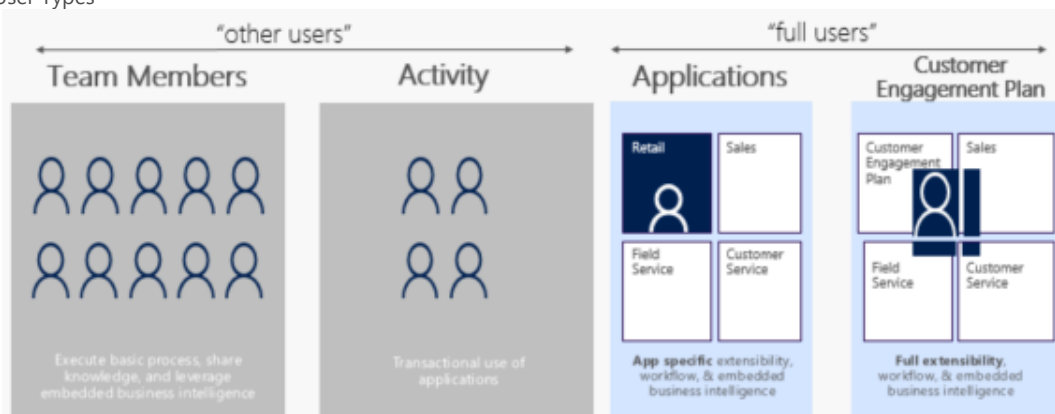 User Types
"other users"
"full users"
Team Members
Activity
Applications
Customer
Engagement Plan
Execute basic process, share
knowledge, and leverage
embedded business intelligence
Transactional use of
applications
Retail
Sales
Field
Service
Customer
Service
App specific extensibility,
workflow, & embedded
business intelligence
Customer
Engagement
Plan
Sales
Field
Service
Customer
Service
Full extensibility,
workflow, & embedded
business intelligence